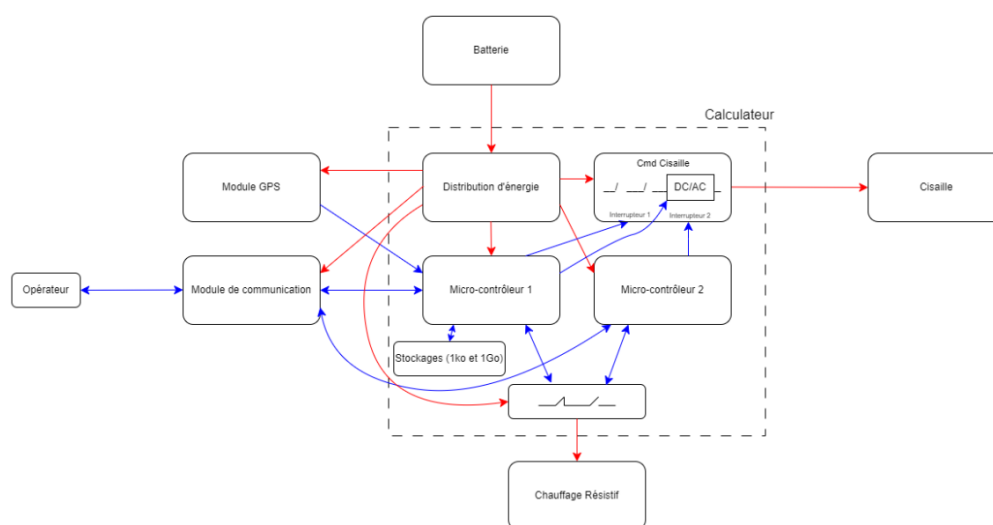 Batterie
Calculateur
Module GPS
Distribution d'énergie
Cmd Cisaille
DC/AC
Interrupteur 1
Interrupteur 2
Cisaille
Opérateur
Module de communication
Micro-contrôleur 1
Micro-contrôleur 2
Stockages (1ko et 1Go)
Chauffage Résistif